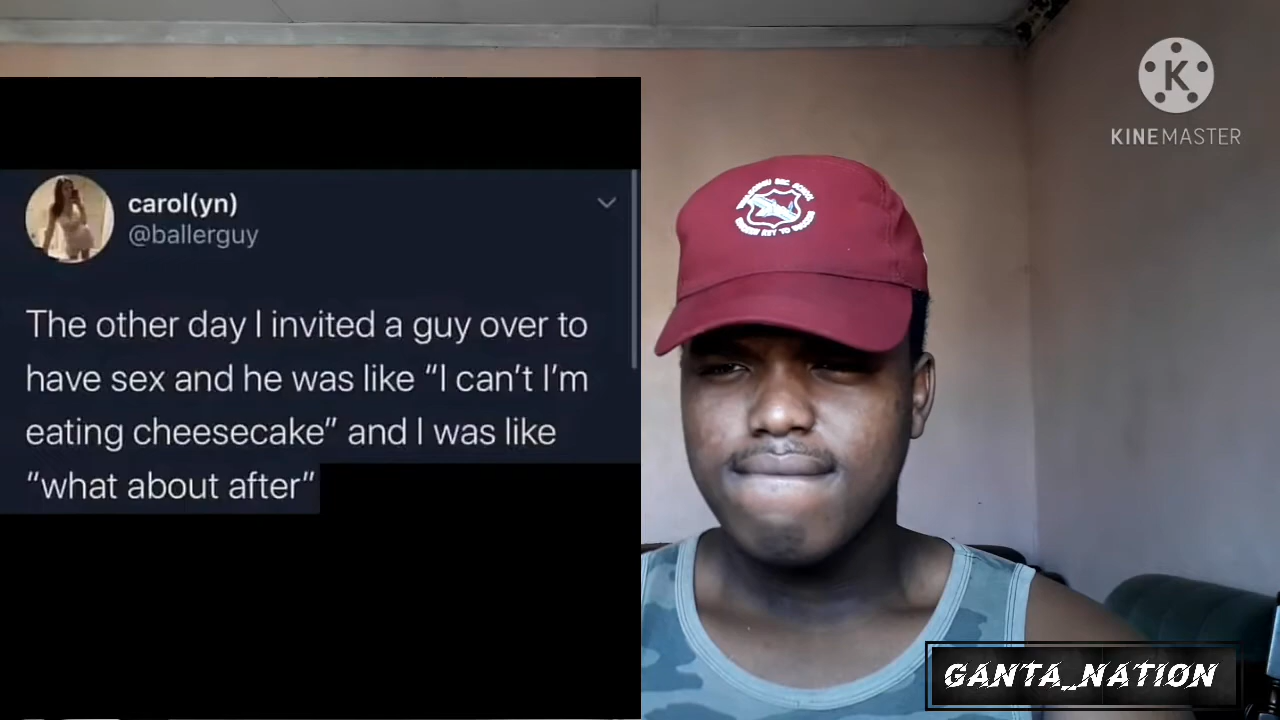 carol(yn)
@ballerguy
The other day I invited a guy over to
have sex and he was like “I can’t I’m
eating cheesecake” and I was like
“what about after”
K
KINEMASTER
GANTA_NATION